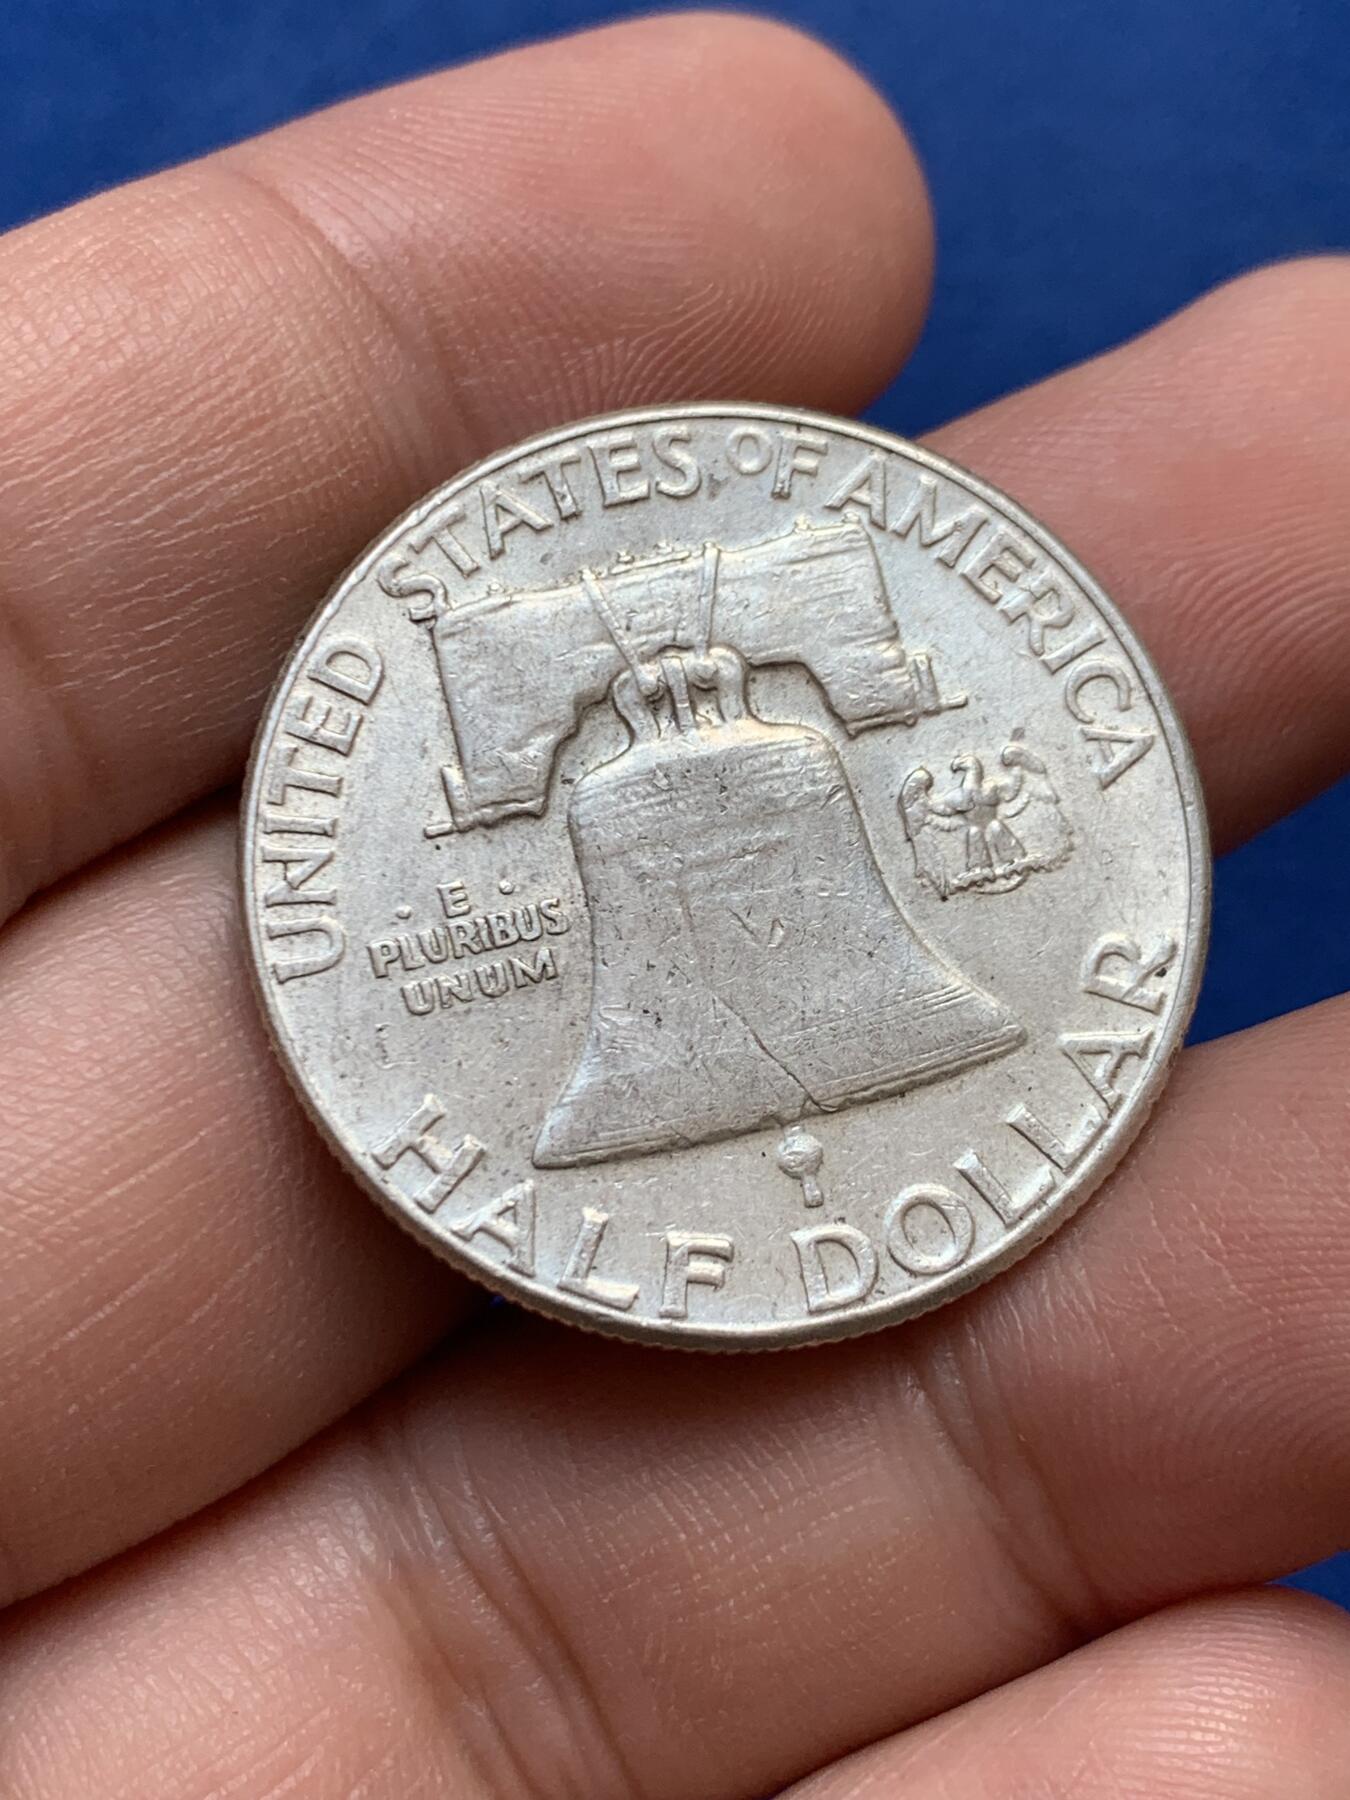 UNITED STATES OF AMERICA
· E ·
PLURIBUS
UNUM
HALF DOLLAR